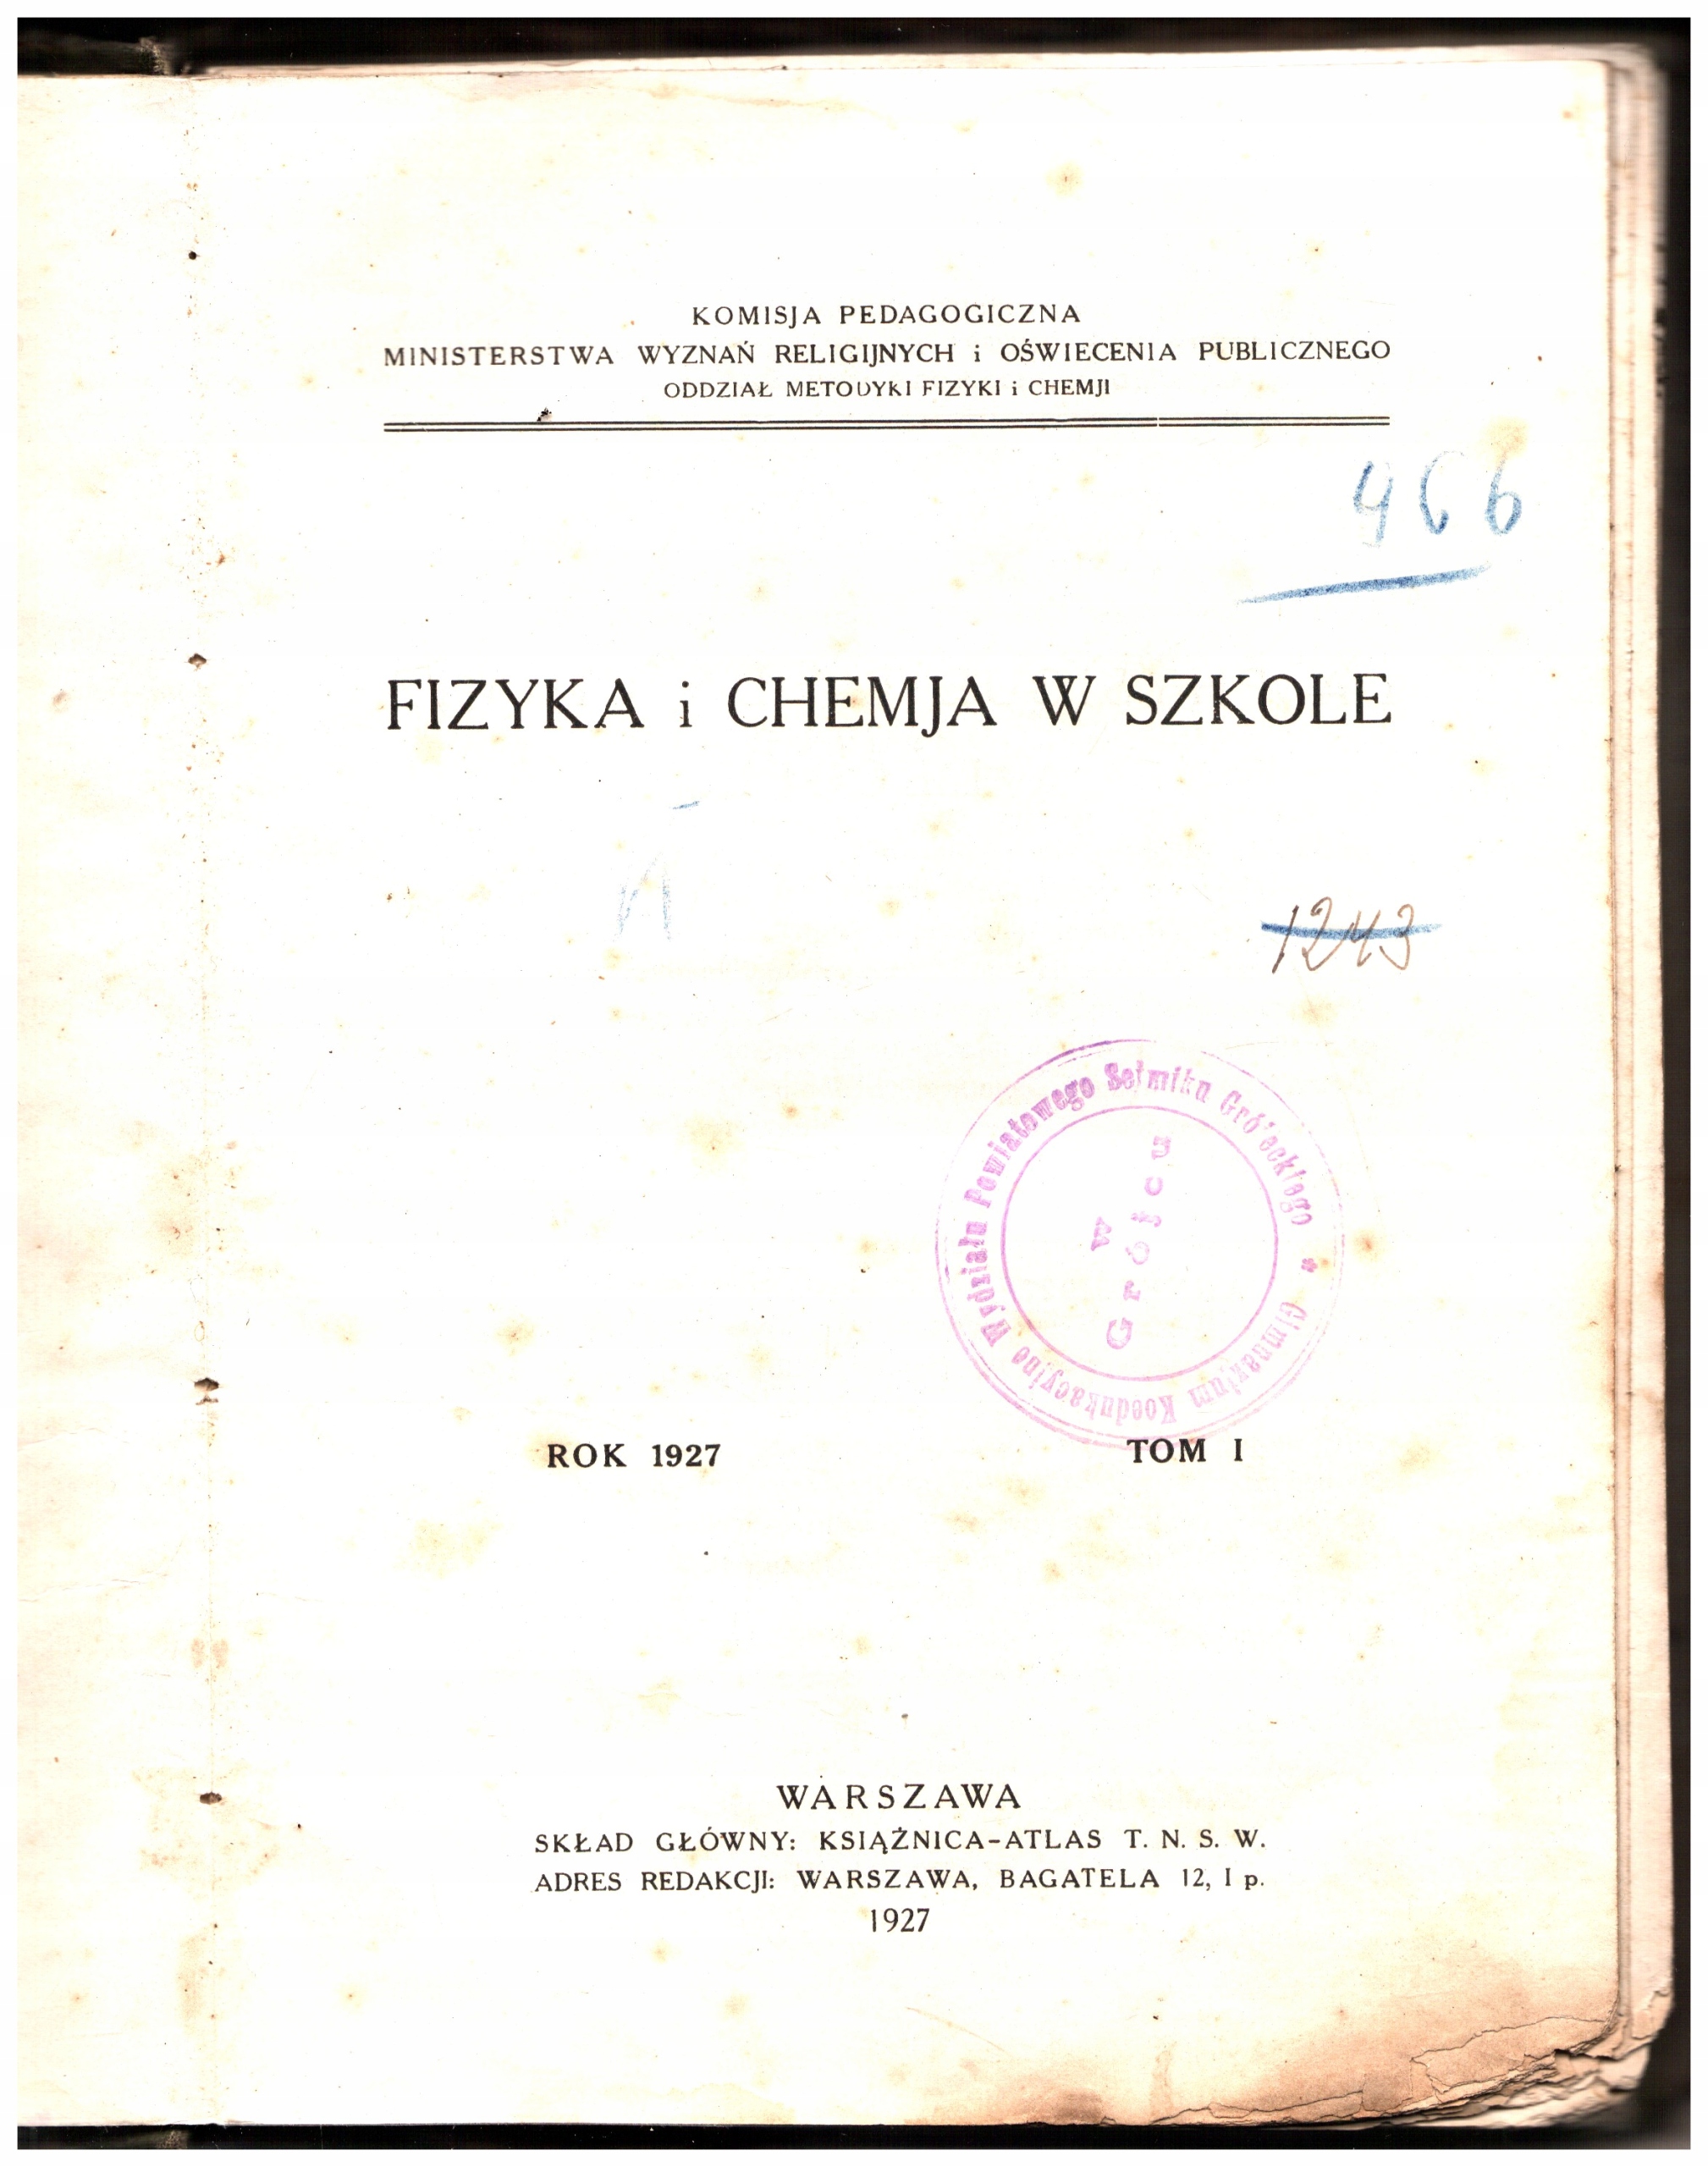 KOMISJA PEDAGOGICZNA
MINISTERSTWA WYZNAŃ RELIGIJNYCH i OŚWIECENIA PUBLICZNEGO
ODDZIAŁ METODYKI FIZYKI i CHEMJI
466
FIZYKA i CHEMJA W SZKOLE
1243
Gimnazjum Koedukacyjne Wydziału Powiatowego Sejmiku Grójeckiego
w
Grójcu
ROK 1927 TOM I
WARSZAWA
SKŁAD GŁÓWNY: KSIĄŻNICA-ATLAS T. N. S. W.
ADRES REDAKCJI: WARSZAWA, BAGATELA 12, I p.
1927